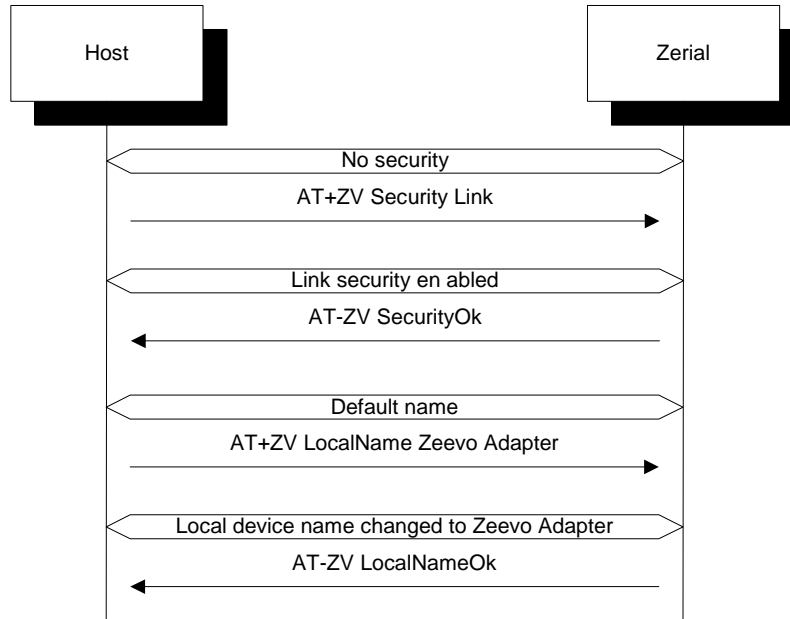 Host
Zerial
No security
AT+ZV Security Link
Link security en abled
AT-ZV SecurityOk
Default name
AT+ZV LocalName Zeevo Adapter
Local device name changed to Zeevo Adapter
AT-ZV LocalNameOk